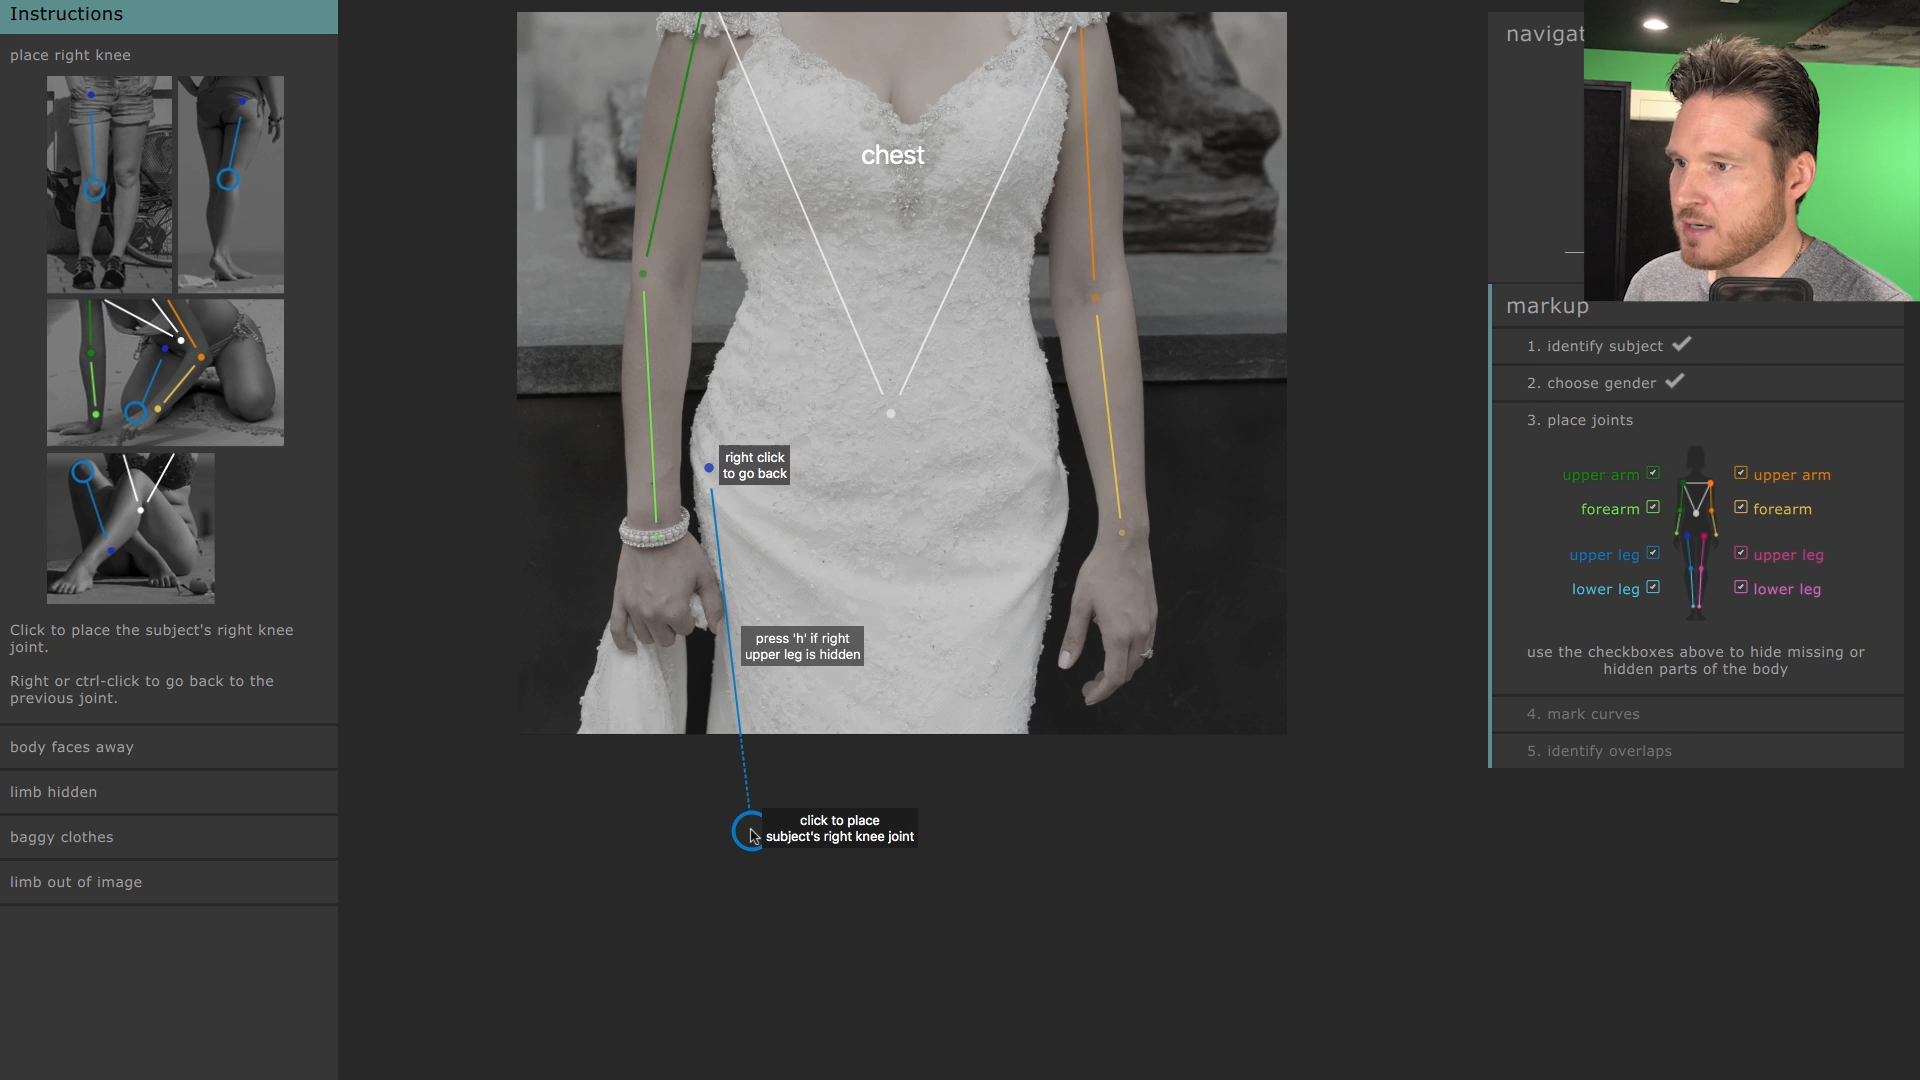 Instructions
place right knee
Click to place the subject's right knee
joint.
Right or ctrl-click to go back to the
previous joint.
body faces away
limb hidden
baggy clothes
limb out of image
chest
right click
to go back
press 'h' if right
upper leg is hidden
click to place
subject's right knee joint
navigat
markup
1. identify subject
2. choose gender
3. place joints
upper arm
upper arm
forearm
forearm
upper leg
upper leg
lower leg
lower leg
use the checkboxes above to hide missing or
hidden parts of the body
4. mark curves
5. identify overlaps